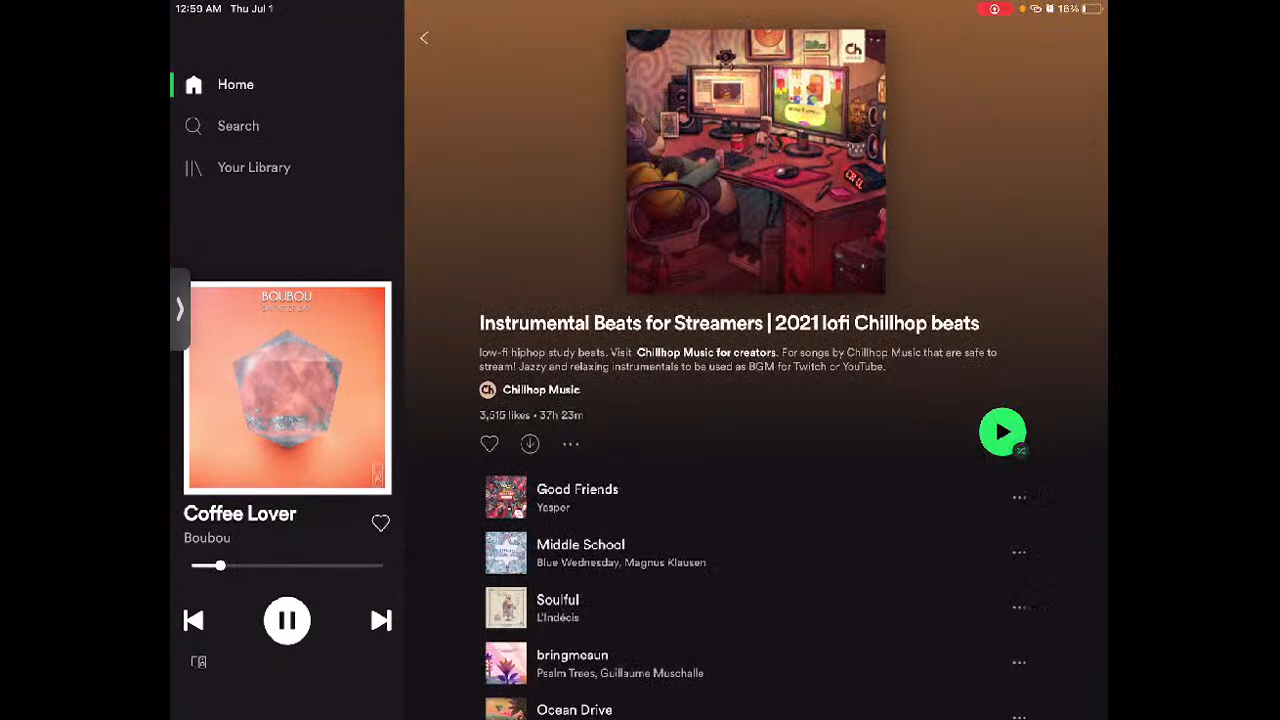 12:59 AM Thu Jul 1
16%
Home
Search
Your Library
BOUBOU
Coffee Lover
Boubou
Ch
Instrumental Beats for Streamers | 2021 lofi Chillhop beats
low-fi hiphop study beats. Visit Chillhop Music for creators. For songs by Chillhop Music that are safe to
stream! Jazzy and relaxing instrumentals to be used as BGM for Twitch or YouTube.
Ch Chillhop Music
3,515 likes • 37h 23m
Good Friends
Yasper
Middle School
Blue Wednesday, Magnus Klausen
Soulful
L'Indécis
bringmesun
Psalm Trees, Guillaume Muschalle
Ocean Drive